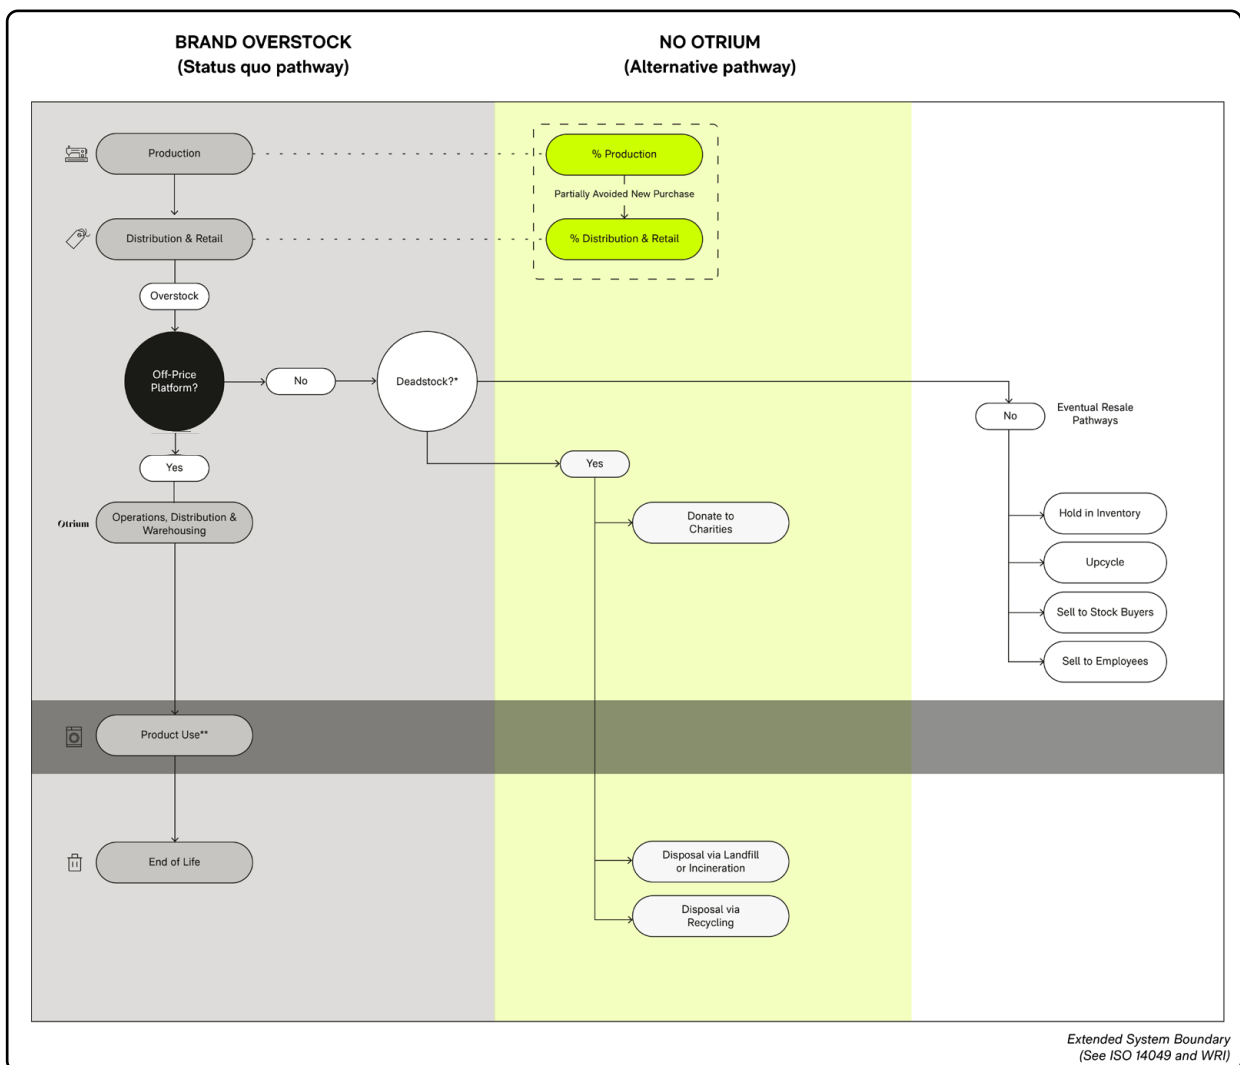 BRAND OVERSTOCK
(Status quo pathway)
NO OTRIUM
(Alternative pathway)
Production
% Production
Partially Avoided New Purchase
Distribution & Retail
% Distribution & Retail
Overstock
Off-Price
Platform?
No
Deadstock?*
No
Eventual Resale
Pathways
Yes
Yes
Otrium
Operations, Distribution &
Warehousing
Donate to
Charities
Hold in Inventory
Upcycle
Sell to Stock Buyers
Sell to Employees
Product Use**
End of Life
Disposal via Landfill
or Incineration
Disposal via
Recycling
Extended System Boundary
(See ISO 14049 and WRI)